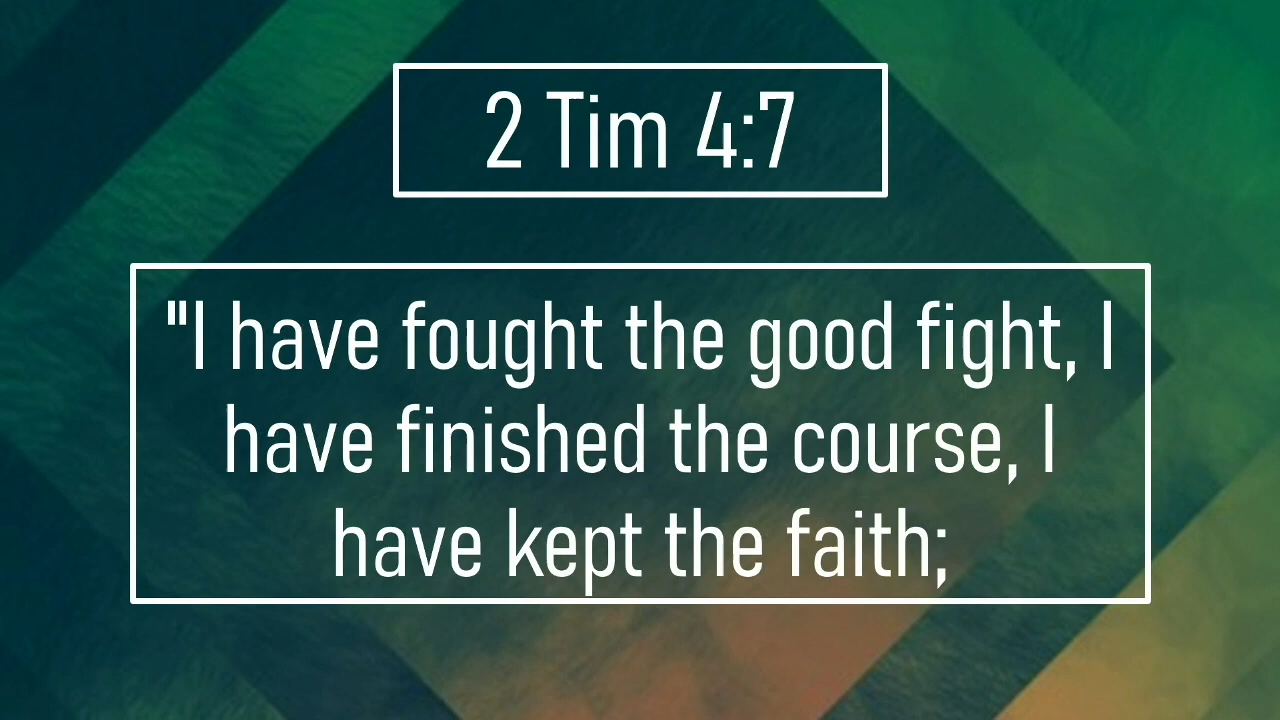 2 Tim 4:7
"I have fought the good fight, I
have finished the course, I
have kept the faith;